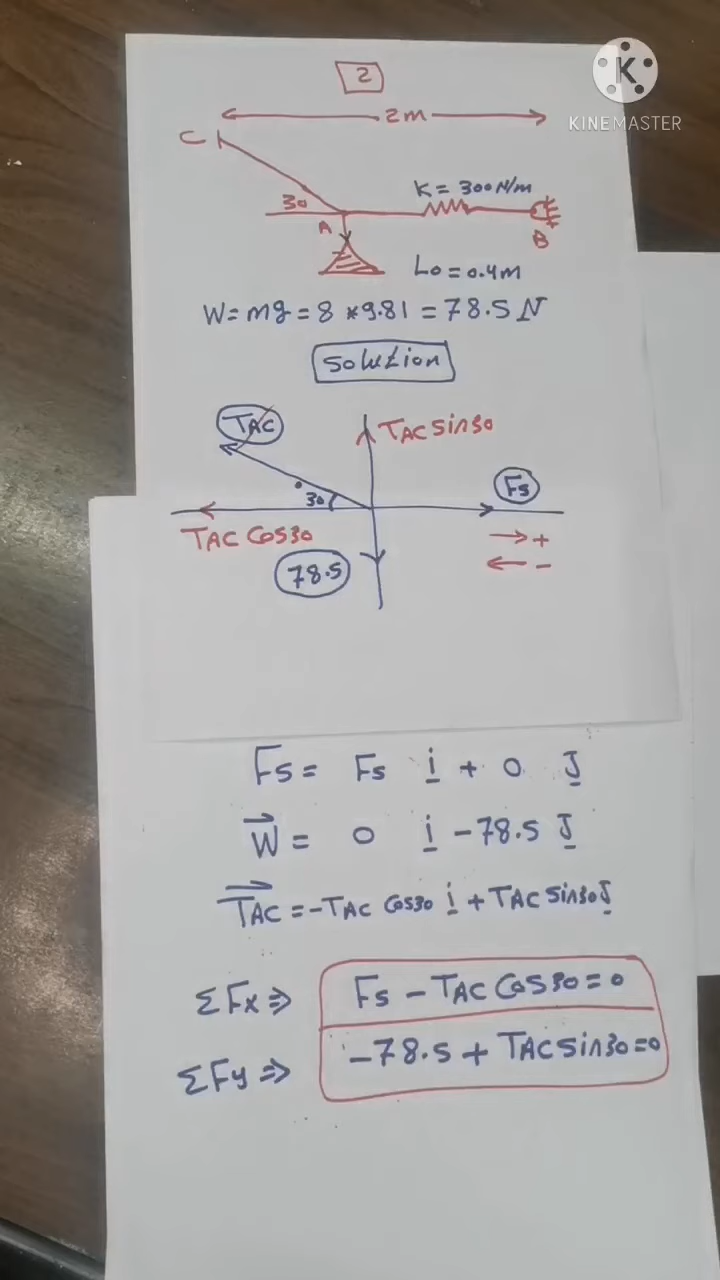 2
K
KINEMASTER
2m
C
30
K = 300 N/m
A
B
Lo = 0.4m
W = mg = 8 * 9.81 = 78.5 N
Solution
TAC
TAC sin30
30
Fs
TAC Cos30
→ +
← -
78.5
Fs = Fs i + 0 J
W = 0 i - 78.5 J
TAC = - TAC Cos30 i + TAC Sin30 J
ΣFx ⇒ Fs - TAC Cos30 = 0
ΣFy ⇒ -78.5 + TAC sin30 = 0